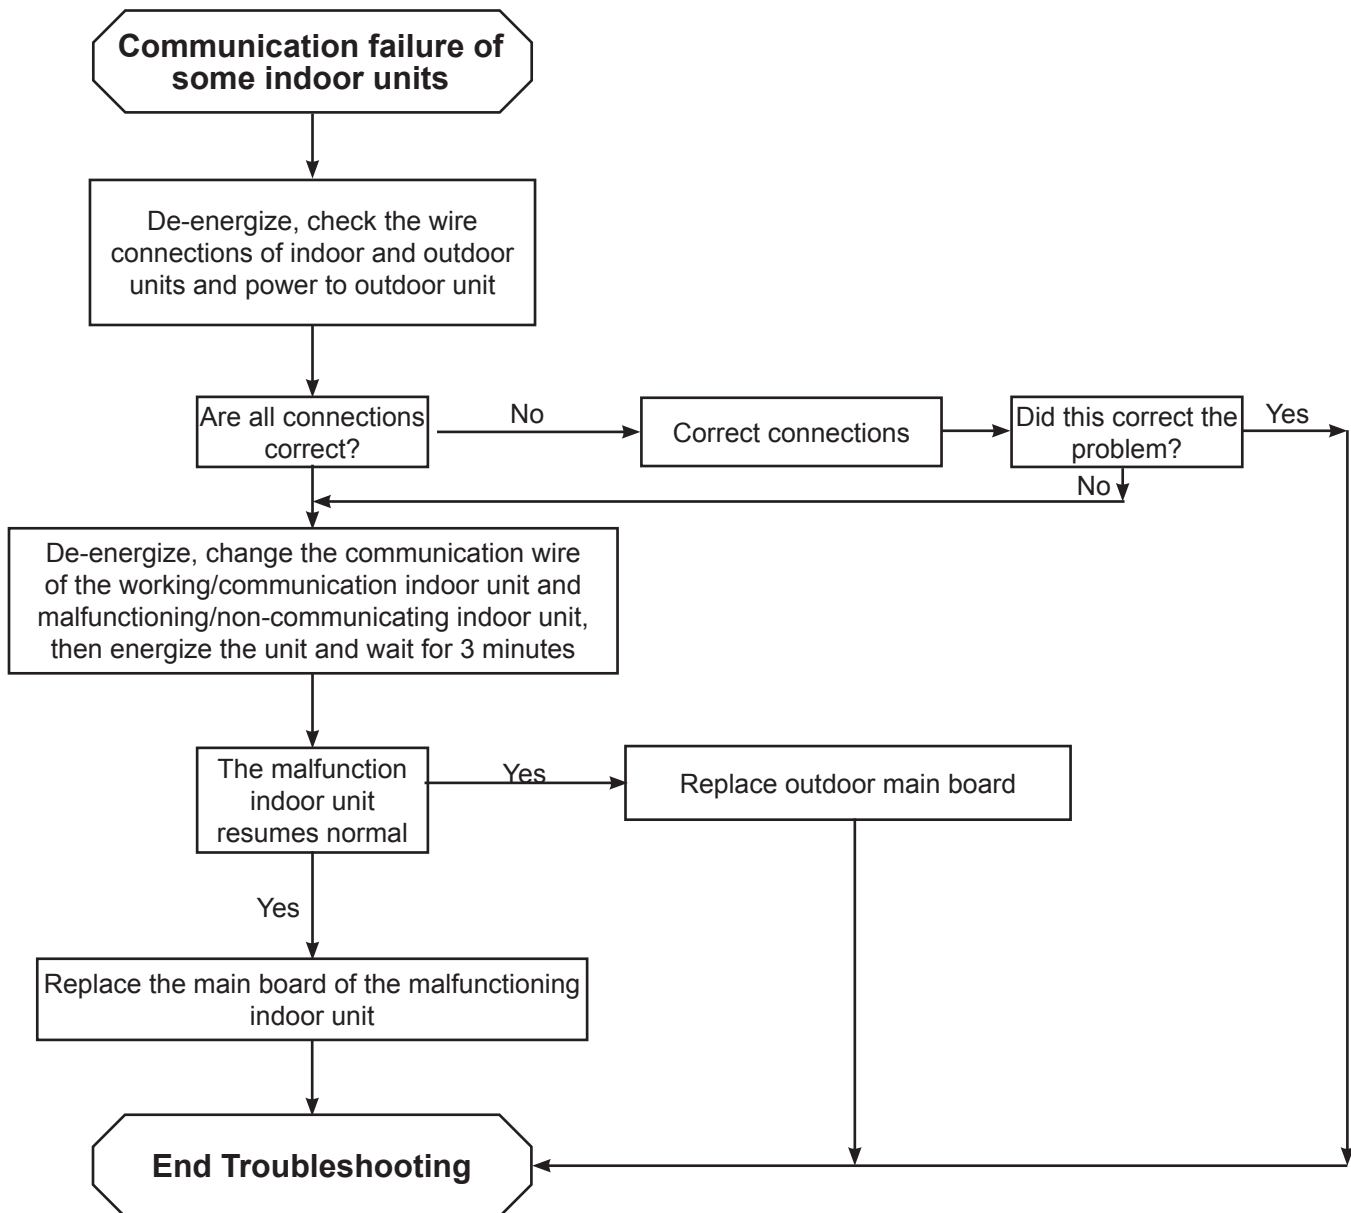 Communication failure of
some indoor units
De-energize, check the wire
connections of indoor and outdoor
units and power to outdoor unit
Are all connections
correct?
No
Correct connections
Did this correct the
problem?
Yes
No
De-energize, change the communication wire
of the working/communication indoor unit and
malfunctioning/non-communicating indoor unit,
then energize the unit and wait for 3 minutes
The malfunction
indoor unit
resumes normal
Yes
Replace outdoor main board
Yes
Replace the main board of the malfunctioning
indoor unit
End Troubleshooting